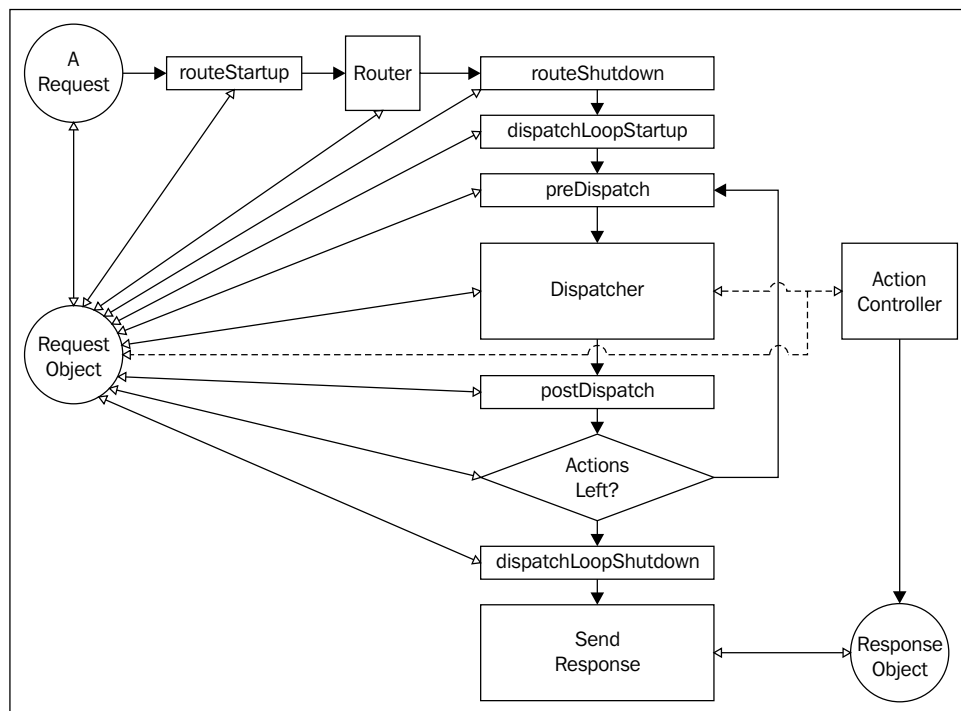 A
Request
routeStartup
Router
routeShutdown
dispatchLoopStartup
preDispatch
Dispatcher
Action
Controller
Request
Object
postDispatch
Actions
Left?
dispatchLoopShutdown
Send
Response
Response
Object